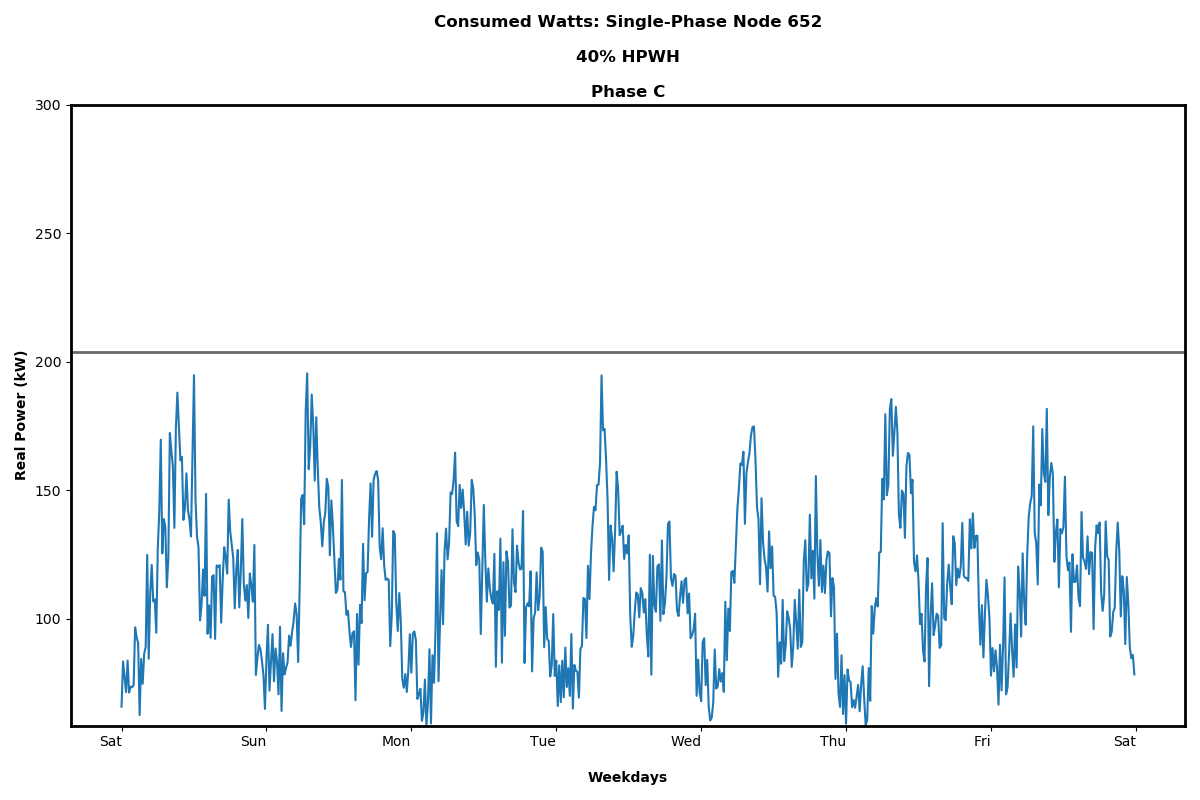 Consumed Watts: Single-Phase Node 652
40% HPWH
Phase C
300
250
200
150
100
Real Power (kW)
Sat Sun Mon Tue Wed Thu Fri Sat
Weekdays